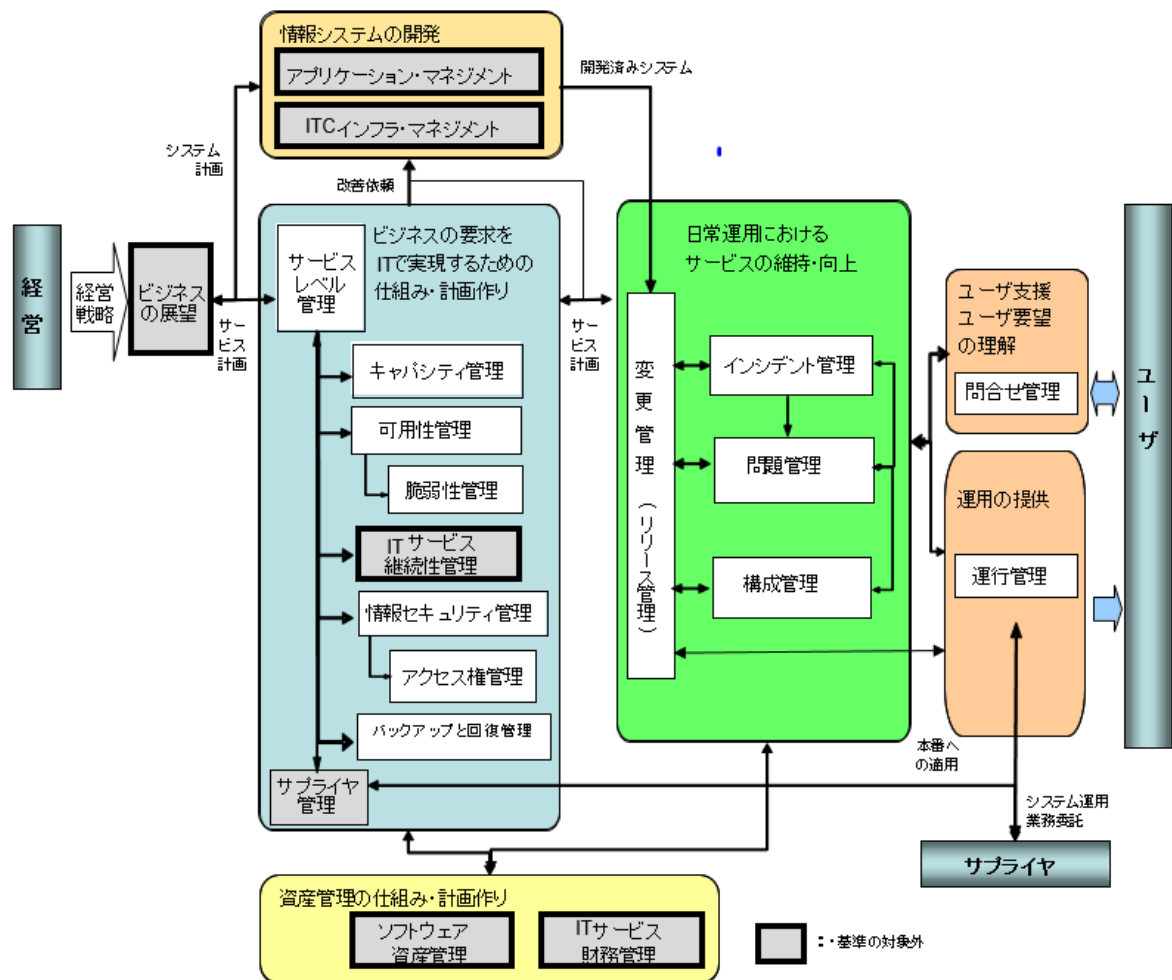 情報システムの開発
アプリケーション・マネジメント
ITCインフラ・マネジメント
開発済みシステム
システム
計画
改善依頼
経営
経営
戦略
ビジネス
の展望
サー
ビス
計画
サービス
レベル
管理
ビジネスの要求を
ITで実現するための
仕組み・計画作り
キャパシティ管理
可用性管理
脆弱性管理
ITサービス
継続性管理
情報セキュリティ管理
アクセス権管理
バックアップと回復管理
サプライヤ
管理
サー
ビス
計画
日常運用における
サービスの維持・向上
変更管理(リリース管理)
インシデント管理
問題管理
構成管理
ユーザ支援
ユーザ要望
の理解
問合せ管理
運用の提供
運行管理
ユーザ
本番へ
の適用
システム運用
業務委託
サプライヤ
資産管理の仕組み・計画作り
ソフトウェア
資産管理
ITサービス
財務管理
:・基準の対象外